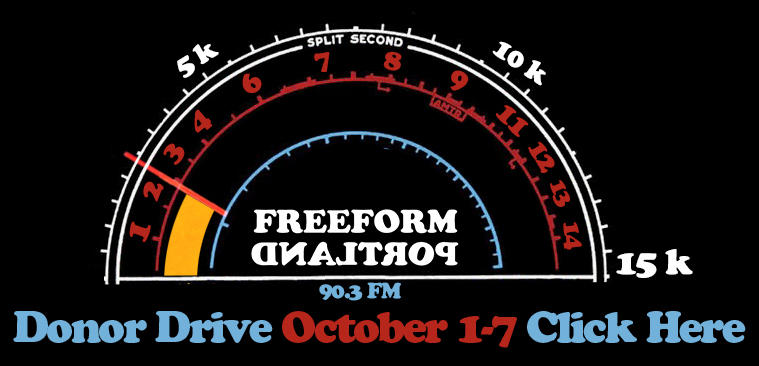 SPLIT SECOND
5 k
10 k
15 k
1 2 3 4 6 7 8 9 11 12 13 14
FREEFORM
PORTLAND
90.3 FM
Donor Drive October 1-7 Click Here